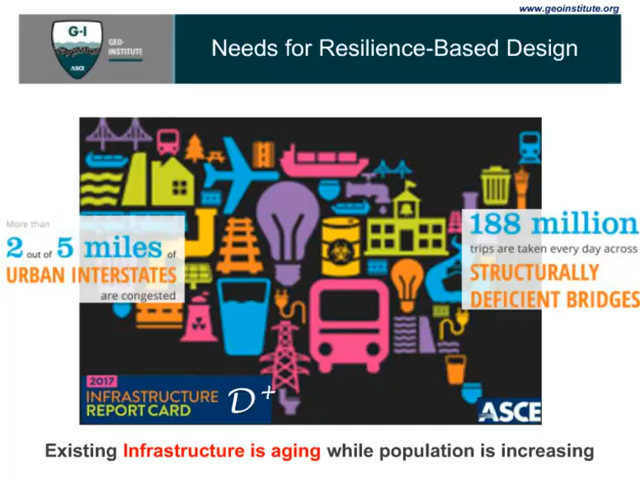 www.geoinstitute.org
G-I
GEO-
INSTITUTE
ASCE
Needs for Resilience-Based Design
More than
2 out of 5 miles of
URBAN INTERSTATES
are congested
188 million
trips are taken every day across
STRUCTURALLY
DEFICIENT BRIDGES
2017
INFRASTRUCTURE
REPORT CARD
D+
ASCE
Existing Infrastructure is aging while population is increasing